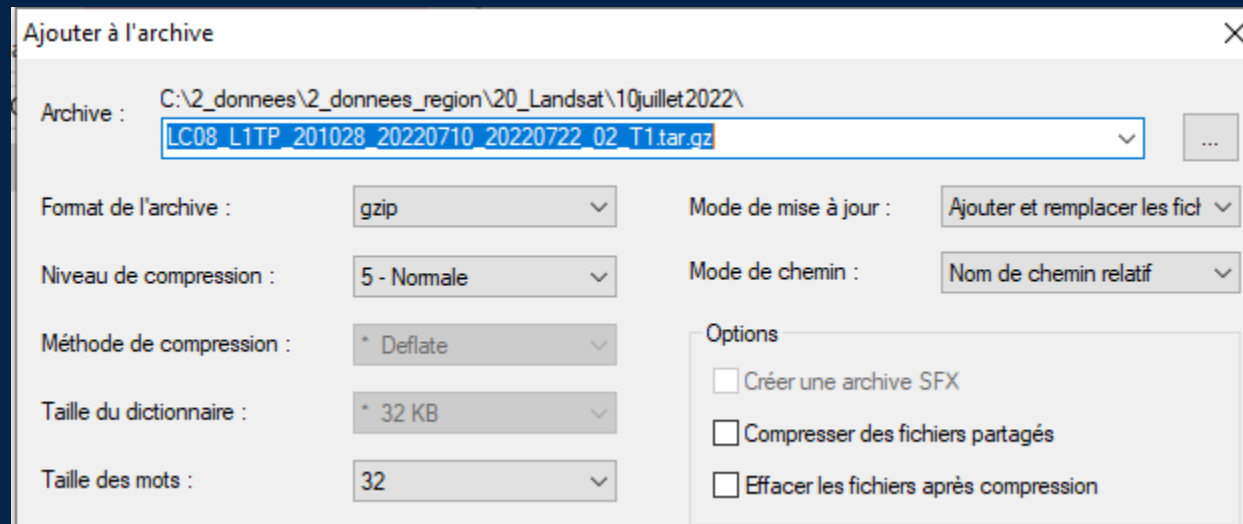 Ajouter à l'archive
Archive :
C:\2_donnees\2_donnees_region\20_Landsat\10juillet2022\
LC08_L1TP_201028_20220710_20220722_02_T1.tar.gz
...
Format de l'archive :
gzip
Mode de mise à jour :
Ajouter et remplacer les fich
Niveau de compression :
5 - Normale
Mode de chemin :
Nom de chemin relatif
Méthode de compression :
* Deflate
Options
Créer une archive SFX
Taille du dictionnaire :
* 32 KB
Compresser des fichiers partagés
Taille des mots :
32
Effacer les fichiers après compression